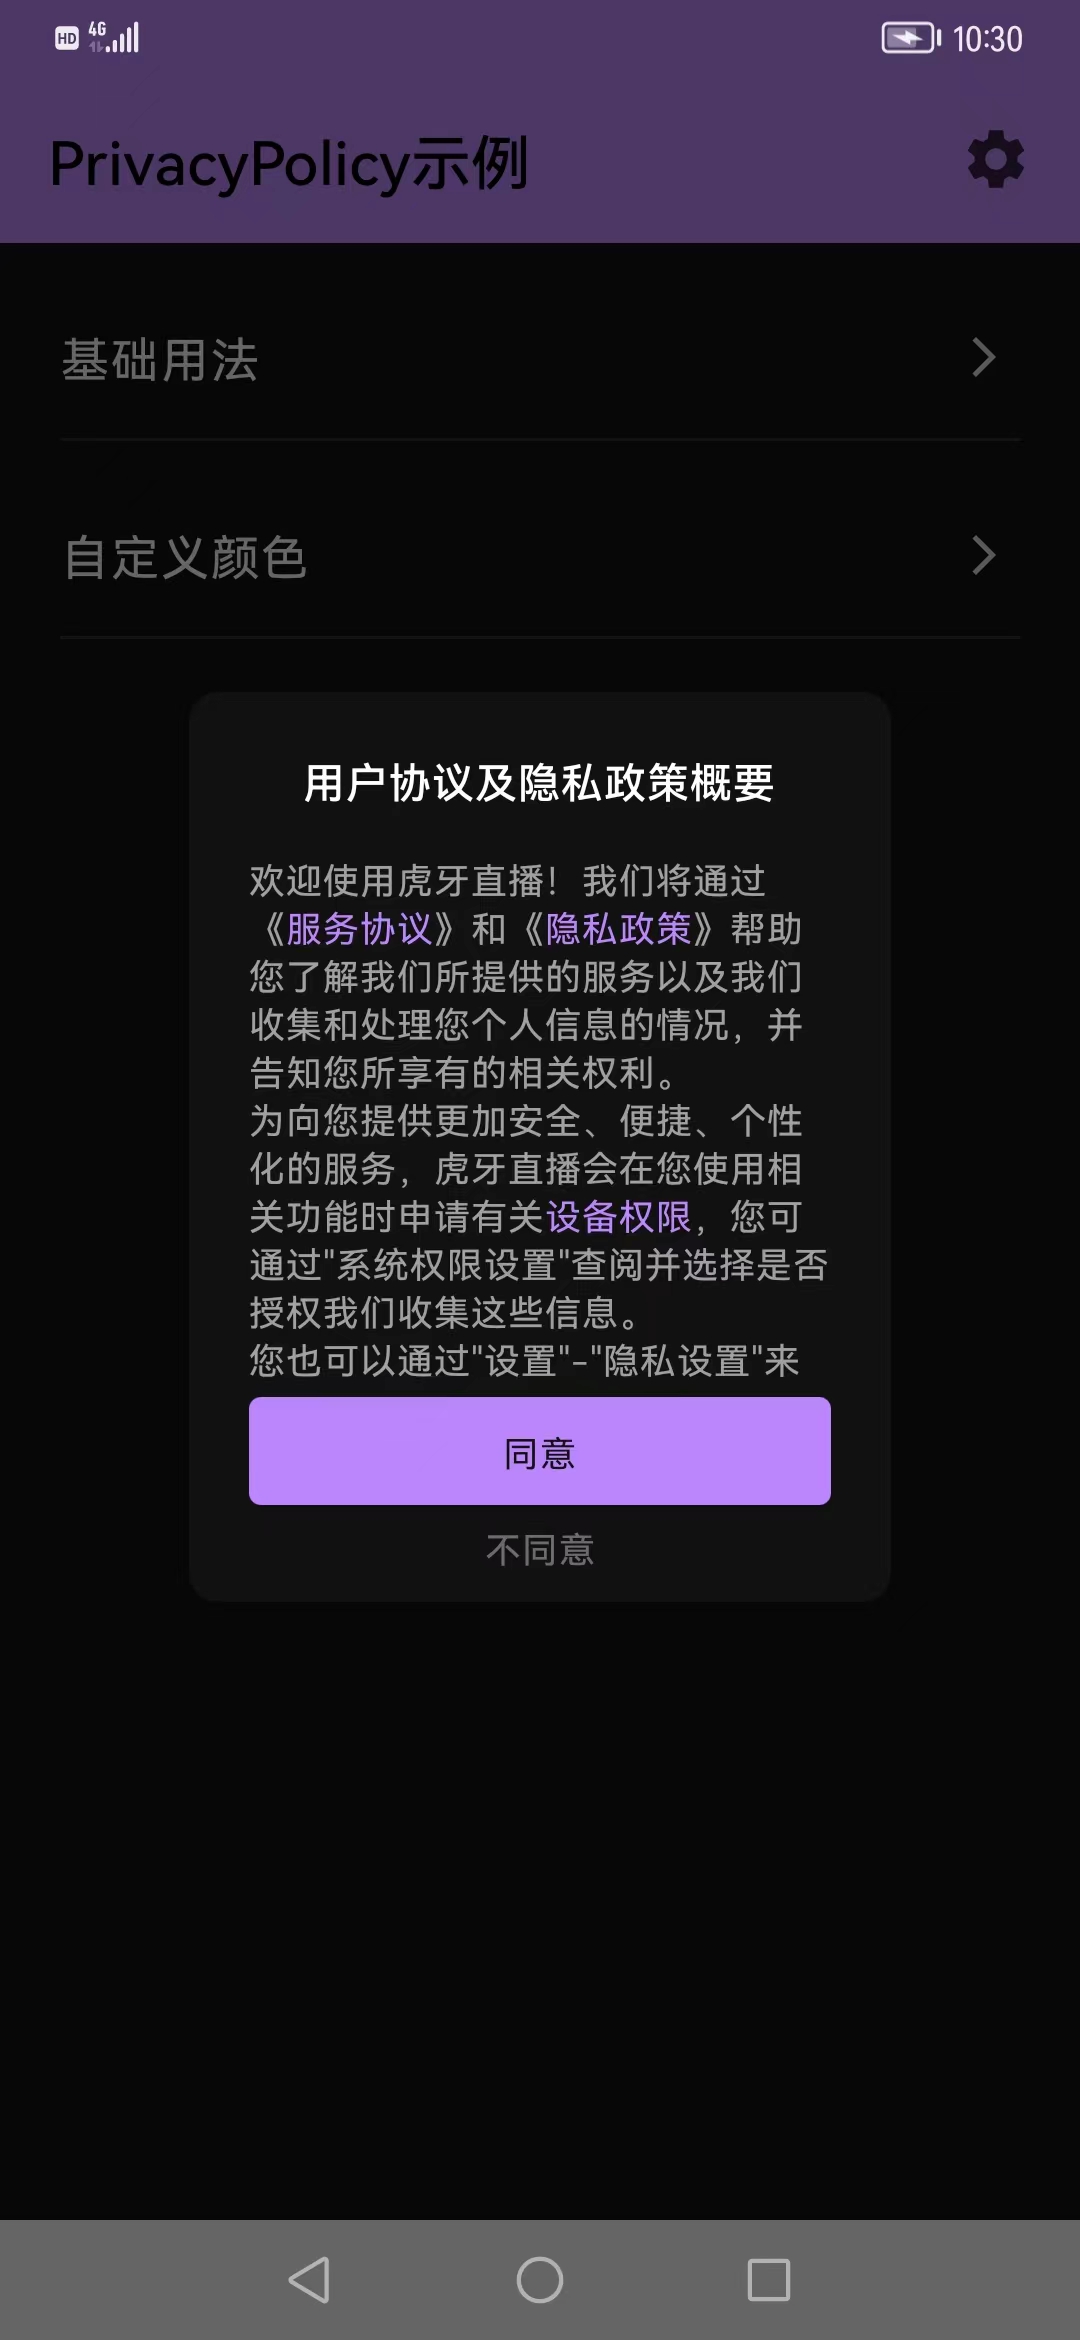 HD 4G 10:30
PrivacyPolicy示例
基础用法
自定义颜色
用户协议及隐私政策概要
欢迎使用虎牙直播！我们将通过
《服务协议》和《隐私政策》帮助
您了解我们所提供的服务以及我们
收集和处理您个人信息的情况，并
告知您所享有的相关权利。
为向您提供更加安全、便捷、个性
化的服务，虎牙直播会在您使用相
关功能时申请有关设备权限，您可
通过"系统权限设置"查阅并选择是否
授权我们收集这些信息。
您也可以通过"设置"-"隐私设置"来
同意
不同意